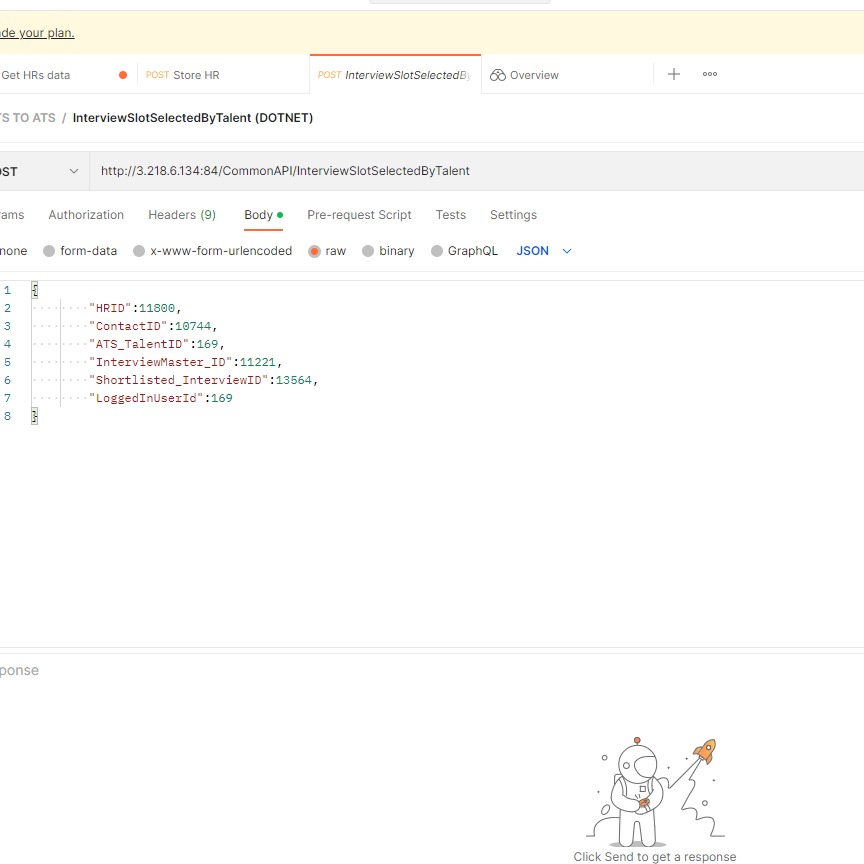 de your plan.
Get HRs data
POST Store HR
POST InterviewSlotSelectedBy
Overview
TS TO ATS / InterviewSlotSelectedByTalent (DOTNET)
OST
http://3.218.6.134:84/CommonAPI/InterviewSlotSelectedByTalent
rams Authorization Headers (9) Body Pre-request Script Tests Settings
none form-data x-www-form-urlencoded raw binary GraphQL JSON
1 {
2 "HRID":11800,
3 "ContactID":10744,
4 "ATS_TalentID":169,
5 "InterviewMaster_ID":11221,
6 "Shortlisted_InterviewID":13564,
7 "LoggedInUserId":169
8 }
ponse
Click Send to get a response